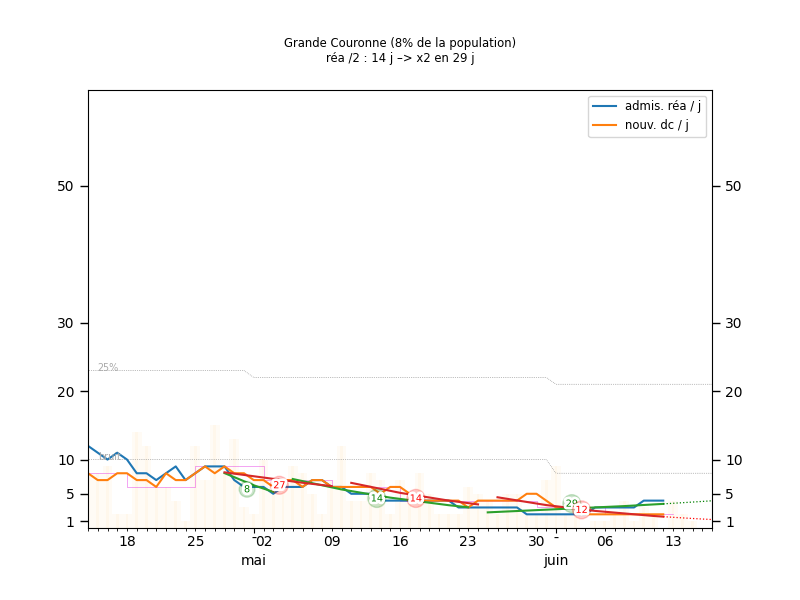 Grande Couronne (8% de la population)
réa /2 : 14 j –> x2 en 29 j
admis. réa / j
nouv. dc / j
50 50
30 30
25%
20 20
10 10
5 5
1 1
8 27 14 14 29 12
18 25 02 09 16 23 30 06 13
mai juin